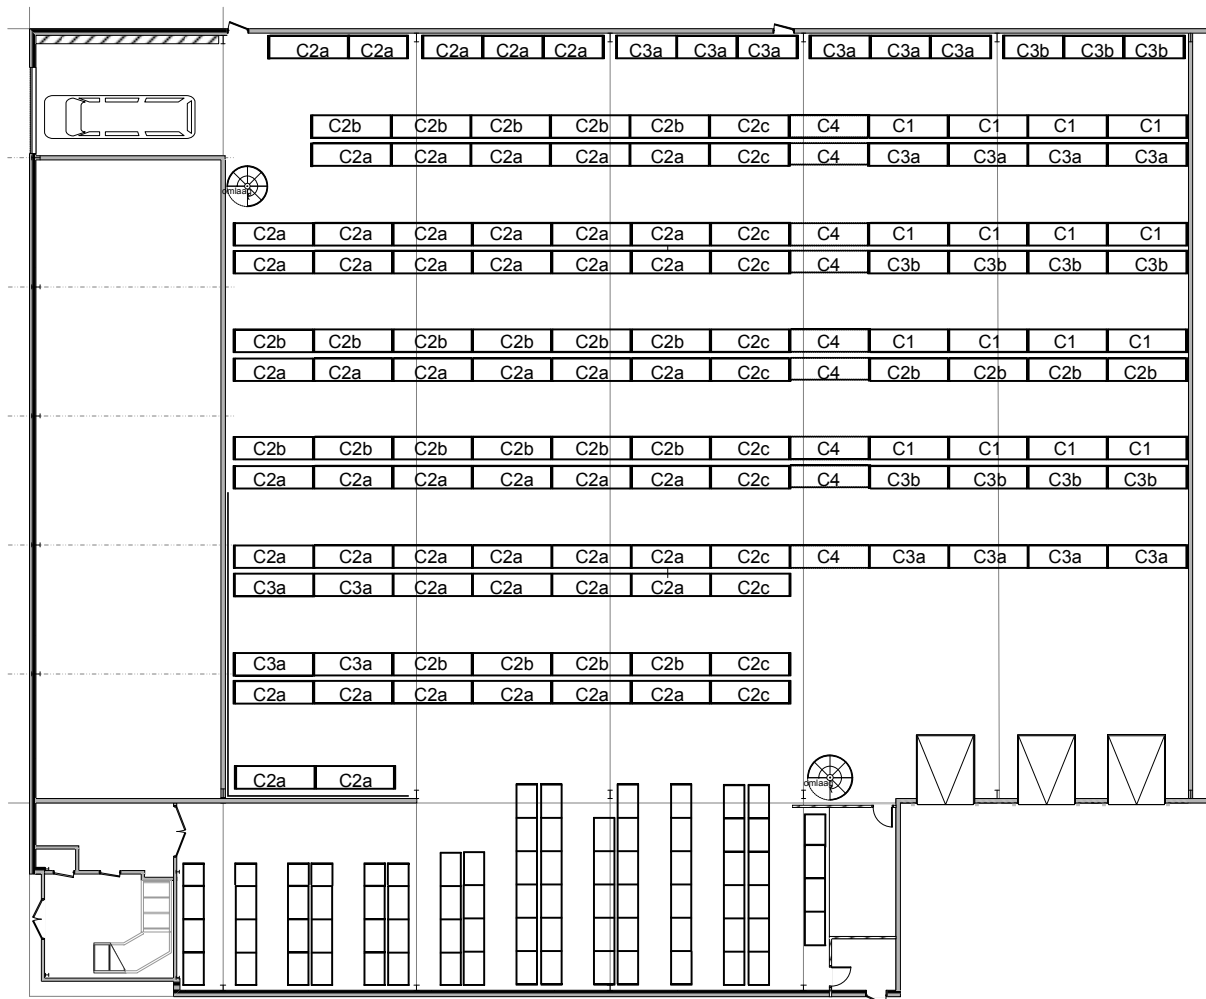 C2a C2a C2a C2a C2a C3a C3a C3a C3a C3a C3a C3b C3b C3b
C2b C2b C2b C2b C2b C2c C4 C1 C1 C1 C1
C2a C2a C2a C2a C2a C2c C4 C3a C3a C3a C3a
omlaag
C2a C2a C2a C2a C2a C2a C2c C4 C1 C1 C1 C1
C2a C2a C2a C2a C2a C2a C2c C4 C3b C3b C3b C3b
C2b C2b C2b C2b C2b C2b C2c C4 C1 C1 C1 C1
C2a C2a C2a C2a C2a C2a C2c C4 C2b C2b C2b C2b
C2b C2b C2b C2b C2b C2b C2c C4 C1 C1 C1 C1
C2a C2a C2a C2a C2a C2a C2c C4 C3b C3b C3b C3b
C2a C2a C2a C2a C2a C2a C2c C4 C3a C3a C3a C3a
C3a C3a C2a C2a C2a C2a C2c
C3a C3a C2b C2b C2b C2b C2c
C2a C2a C2a C2a C2a C2a C2c
C2a C2a
omlaag